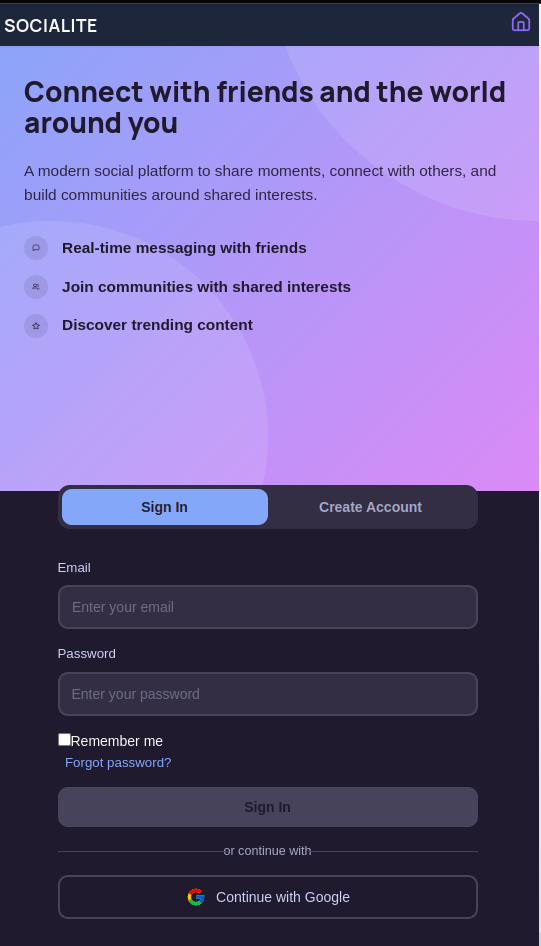 SOCIALITE
Connect with friends and the world
around you
A modern social platform to share moments, connect with others, and
build communities around shared interests.
Real-time messaging with friends
Join communities with shared interests
Discover trending content
Sign In
Create Account
Email
Enter your email
Password
Enter your password
Remember me
Forgot password?
Sign In
or continue with
Continue with Google